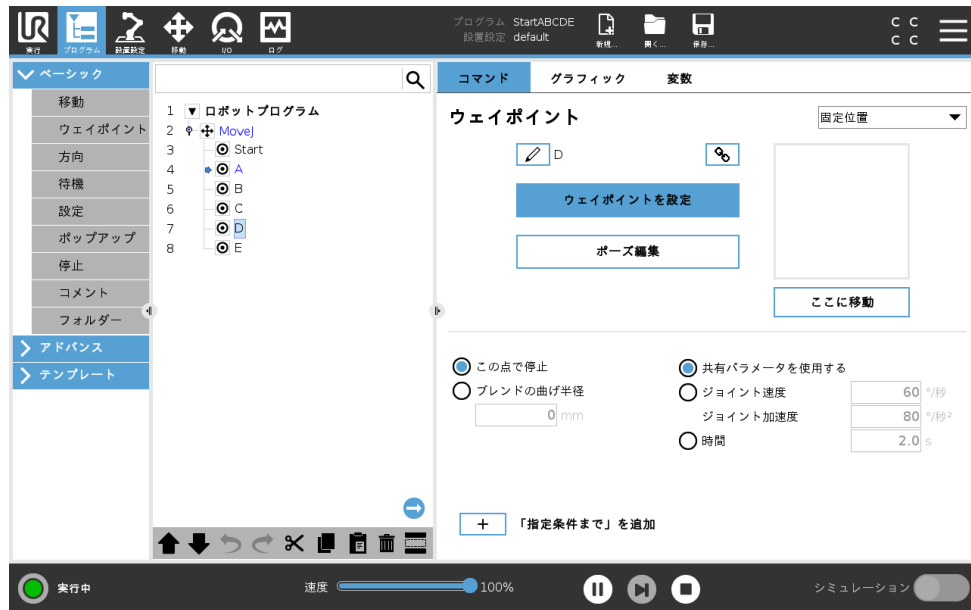 UR
実行
プログラム
設置設定
移動
I/O
ログ
プログラム StartABCDE
設置設定 default
新規...
開く...
保存...
C C
C C
ベーシック
移動
ウェイポイント
方向
待機
設定
ポップアップ
停止
コメント
フォルダー
アドバンス
テンプレート
1 ロボットプログラム
2 MoveJ
3 Start
4 A
5 B
6 C
7 D
8 E
コマンド グラフィック 変数
ウェイポイント
固定位置
D
ウェイポイントを設定
ポーズ編集
ここに移動
この点で停止
ブレンドの曲げ半径
0 mm
共有パラメータを使用する
ジョイント速度 60 °/秒
ジョイント加速度 80 °/秒²
時間 2.0 s
+ 「指定条件まで」を追加
実行中
速度 100%
シミュレーション